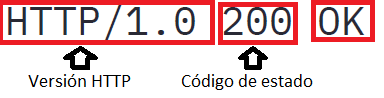 HTTP/1.0 200 OK
Versión HTTP Código de estado